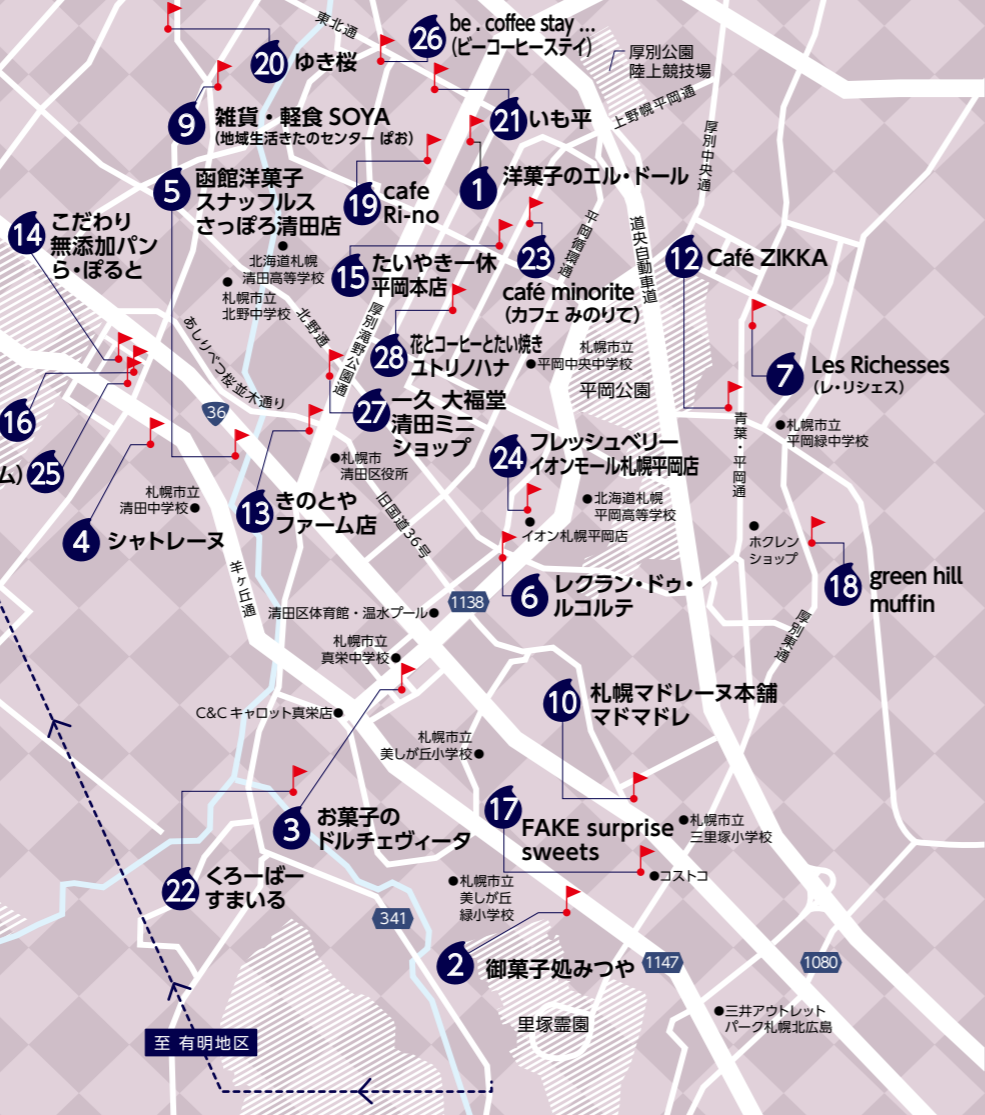 東北通
26
be . coffee stay ...
(ビーコーヒーステイ)
厚別公園
陸上競技場
20
ゆき桜
上野幌平岡通
厚別中央通
9
雑貨・軽食 SOYA
(地域生活きたのセンター ぱお)
21
いも平
5
函館洋菓子
スナッフルス
さっぽろ清田店
19
cafe
Ri-no
1
洋菓子のエル・ドール
14
こだわり
無添加パン
ら・ぽると
北海道札幌
清田高等学校
札幌市立
北野中学校
15
たいやき一休
平岡本店
23
café minorite
(カフェ みのりて)
平岡循環通
道央自動車道
12
Café ZIKKA
北野通
厚別滝野公園通
あしりべつ桜並木通り
28
花とコーヒーとたい焼き
ユトリノハナ
札幌市立
平岡中央中学校
平岡公園
7
Les Richesses
(レ・リシェス)
16
36
27
一久 大福堂
清田ミニ
ショップ
青葉・平岡通
札幌市立
平岡緑中学校
ム)
25
札幌市
清田区役所
24
フレッシュベリー
イオンモール札幌平岡店
札幌市立
清田中学校
13
きのとや
ファーム店
旧国道36号
北海道札幌
平岡高等学校
イオン札幌平岡店
4
シャトレーゼ
ホクレン
ショップ
羊ヶ丘通
6
レクラン・ドゥ・
ルコルテ
18
green hill
muffin
清田区体育館・温水プール
1138
厚別東通
札幌市立
真栄中学校
10
札幌マドレーヌ本舗
マドマドレ
C&C キャロット真栄店
札幌市立
美しが丘小学校
3
お菓子の
ドルチェヴィータ
17
FAKE surprise
sweets
札幌市立
三里塚小学校
コストコ
22
くろーばー
すまいる
札幌市立
美しが丘
緑小学校
341
2
御菓子処みつや
1147
1080
里塚霊園
三井アウトレット
パーク札幌北広島
至 有明地区